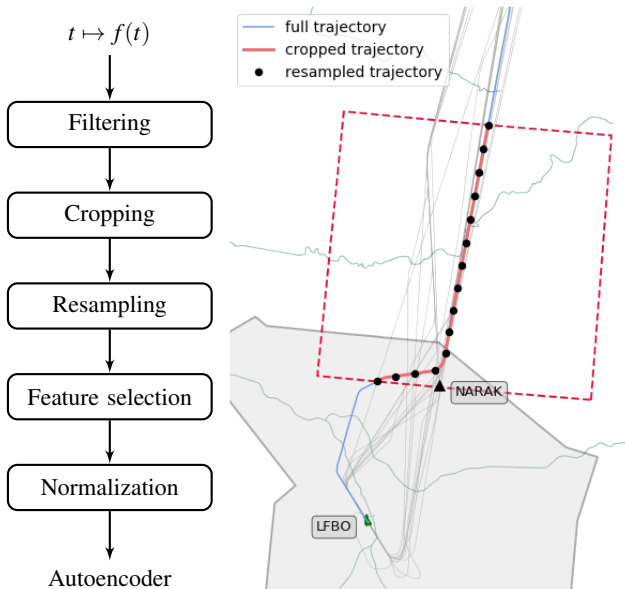 t ↦ f(t)
Filtering
Cropping
Resampling
Feature selection
Normalization
Autoencoder
full trajectory
cropped trajectory
resampled trajectory
NARAK
LFBO